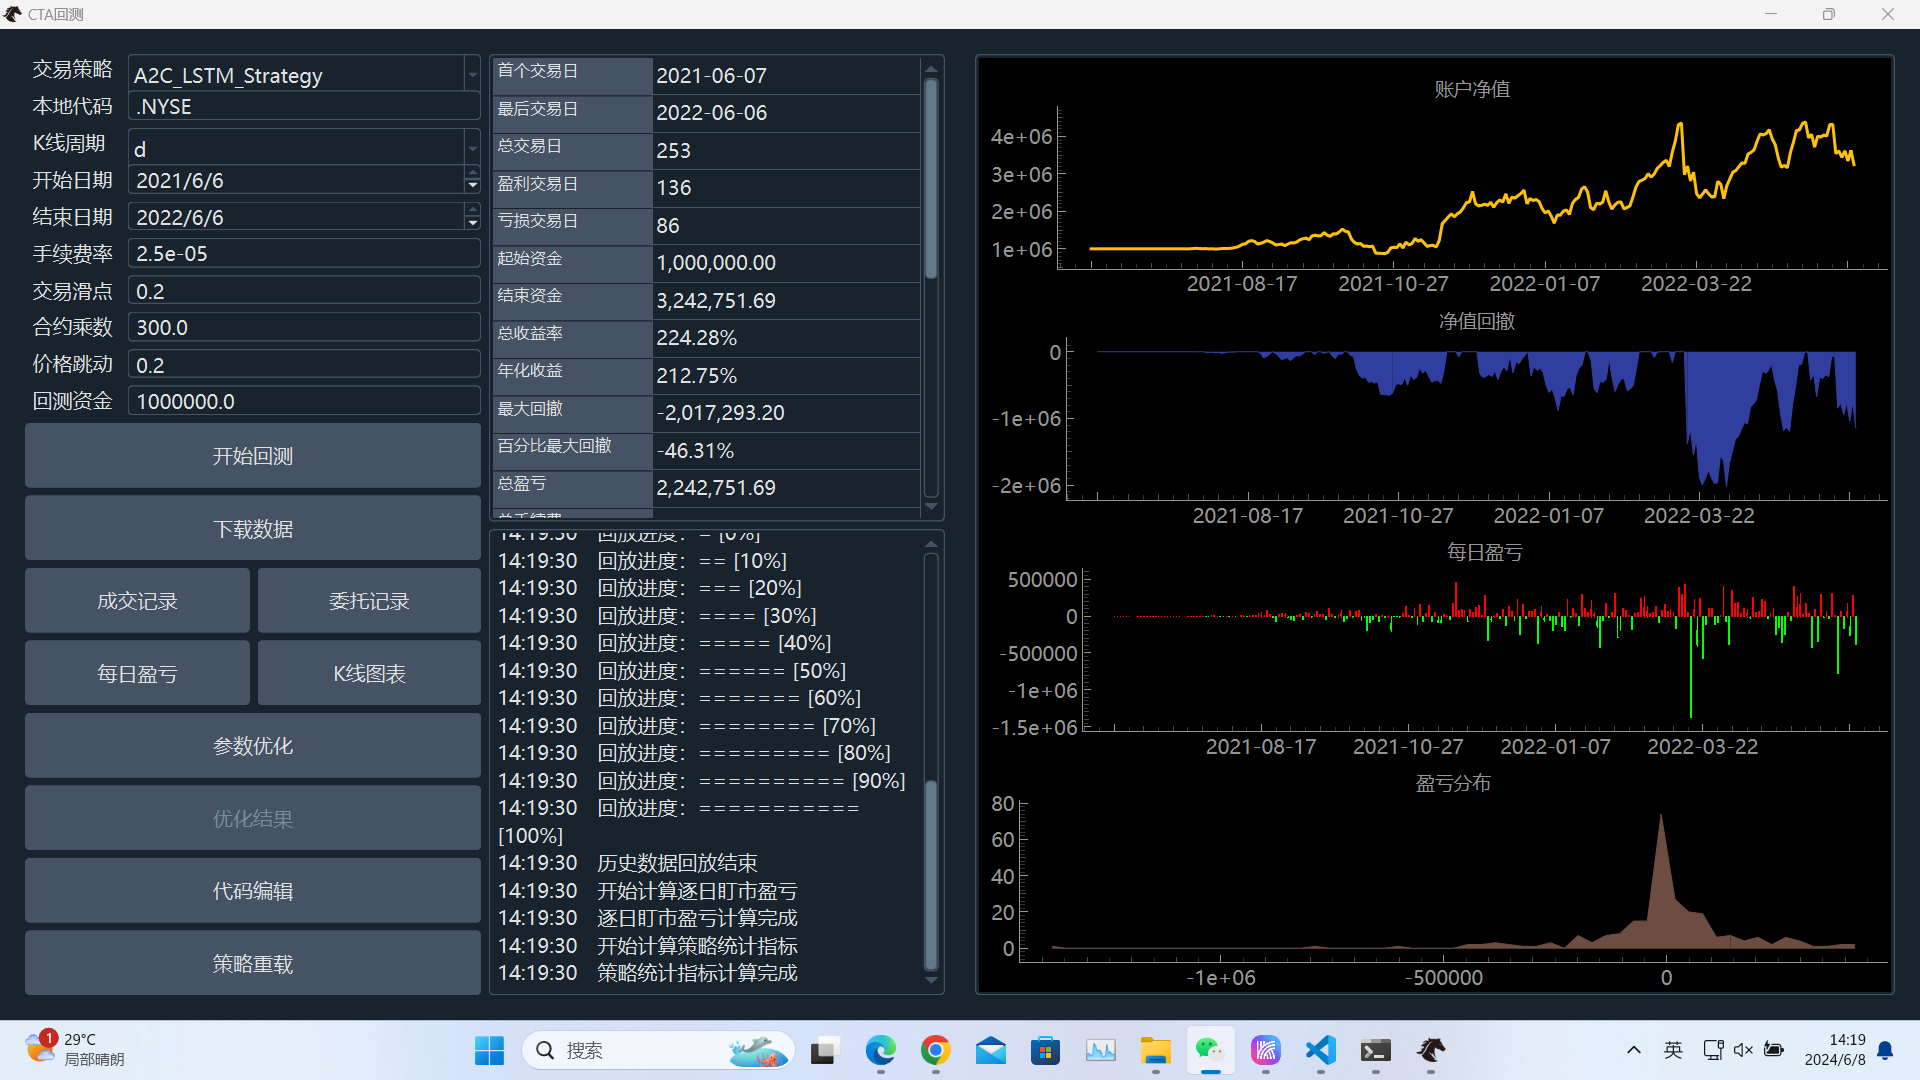 CTA回测
交易策略 A2C_LSTM_Strategy
本地代码 .NYSE
K线周期 d
开始日期 2021/6/6
结束日期 2022/6/6
手续费率 2.5e-05
交易滑点 0.2
合约乘数 300.0
价格跳动 0.2
回测资金 1000000.0
开始回测
下载数据
成交记录 委托记录
每日盈亏 K线图表
参数优化
优化结果
代码编辑
策略重载
首个交易日 2021-06-07
最后交易日 2022-06-06
总交易日 253
盈利交易日 136
亏损交易日 86
起始资金 1,000,000.00
结束资金 3,242,751.69
总收益率 224.28%
年化收益 212.75%
最大回撤 -2,017,293.20
百分比最大回撤 -46.31%
总盈亏 2,242,751.69
总手续费
14:19:30 回放进度：= [0%]
14:19:30 回放进度：== [10%]
14:19:30 回放进度：=== [20%]
14:19:30 回放进度：==== [30%]
14:19:30 回放进度：===== [40%]
14:19:30 回放进度：====== [50%]
14:19:30 回放进度：======= [60%]
14:19:30 回放进度：======== [70%]
14:19:30 回放进度：========= [80%]
14:19:30 回放进度：========== [90%]
14:19:30 回放进度：===========
[100%]
14:19:30 历史数据回放结束
14:19:30 开始计算逐日盯市盈亏
14:19:30 逐日盯市盈亏计算完成
14:19:30 开始计算策略统计指标
14:19:30 策略统计指标计算完成
账户净值
4e+06
3e+06
2e+06
1e+06
2021-08-17 2021-10-27 2022-01-07 2022-03-22
净值回撤
0
-1e+06
-2e+06
2021-08-17 2021-10-27 2022-01-07 2022-03-22
每日盈亏
500000
0
-500000
-1e+06
-1.5e+06
2021-08-17 2021-10-27 2022-01-07 2022-03-22
盈亏分布
80
60
40
20
0
-1e+06 -500000 0
1
29°C
局部晴朗
搜索
英
14:19
2024/6/8